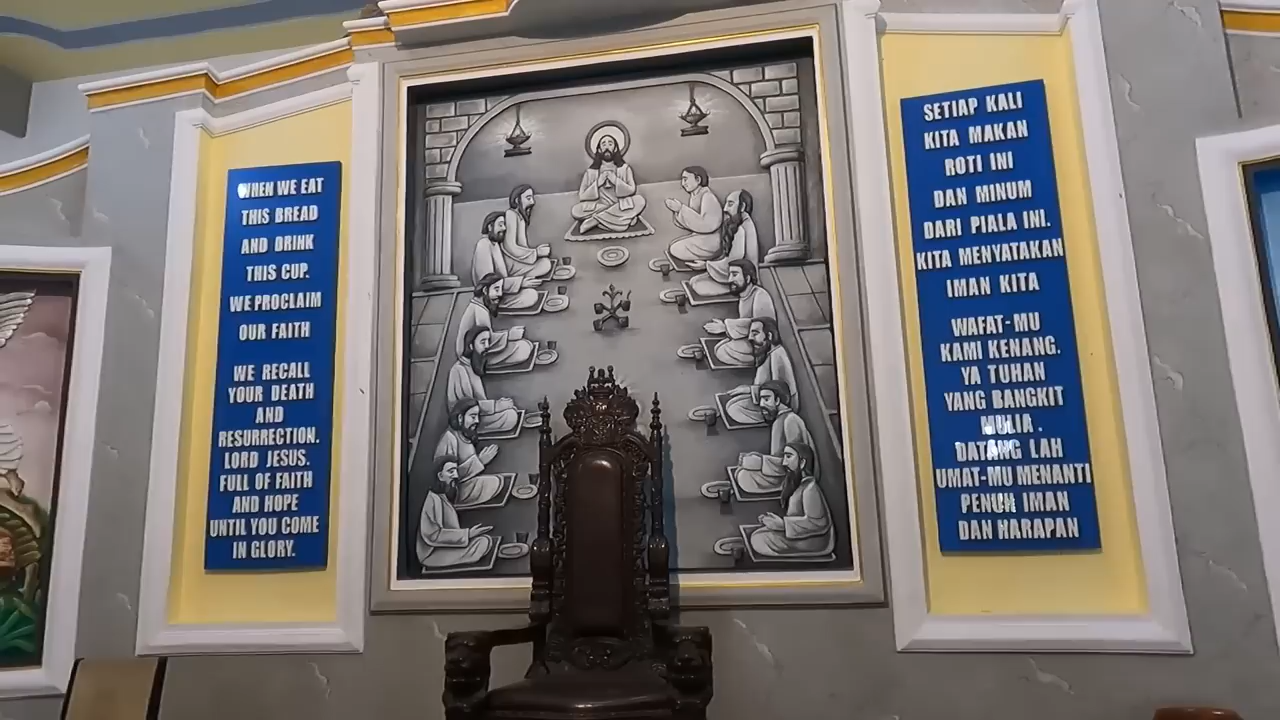 WHEN WE EAT
THIS BREAD
AND DRINK
THIS CUP.
WE PROCLAIM
OUR FAITH
WE RECALL
YOUR DEATH
AND
RESURRECTION.
LORD JESUS.
FULL OF FAITH
AND HOPE
UNTIL YOU COME
IN GLORY.
SETIAP KALI
KITA MAKAN
ROTI INI
DAN MINUM
DARI PIALA INI.
KITA MENYATAKAN
IMAN KITA
WAFAT-MU
KAMI KENANG.
YA TUHAN
YANG BANGKIT
MULIA.
DATANG LAH
UMAT-MU MENANTI
PENUH IMAN
DAN HARAPAN